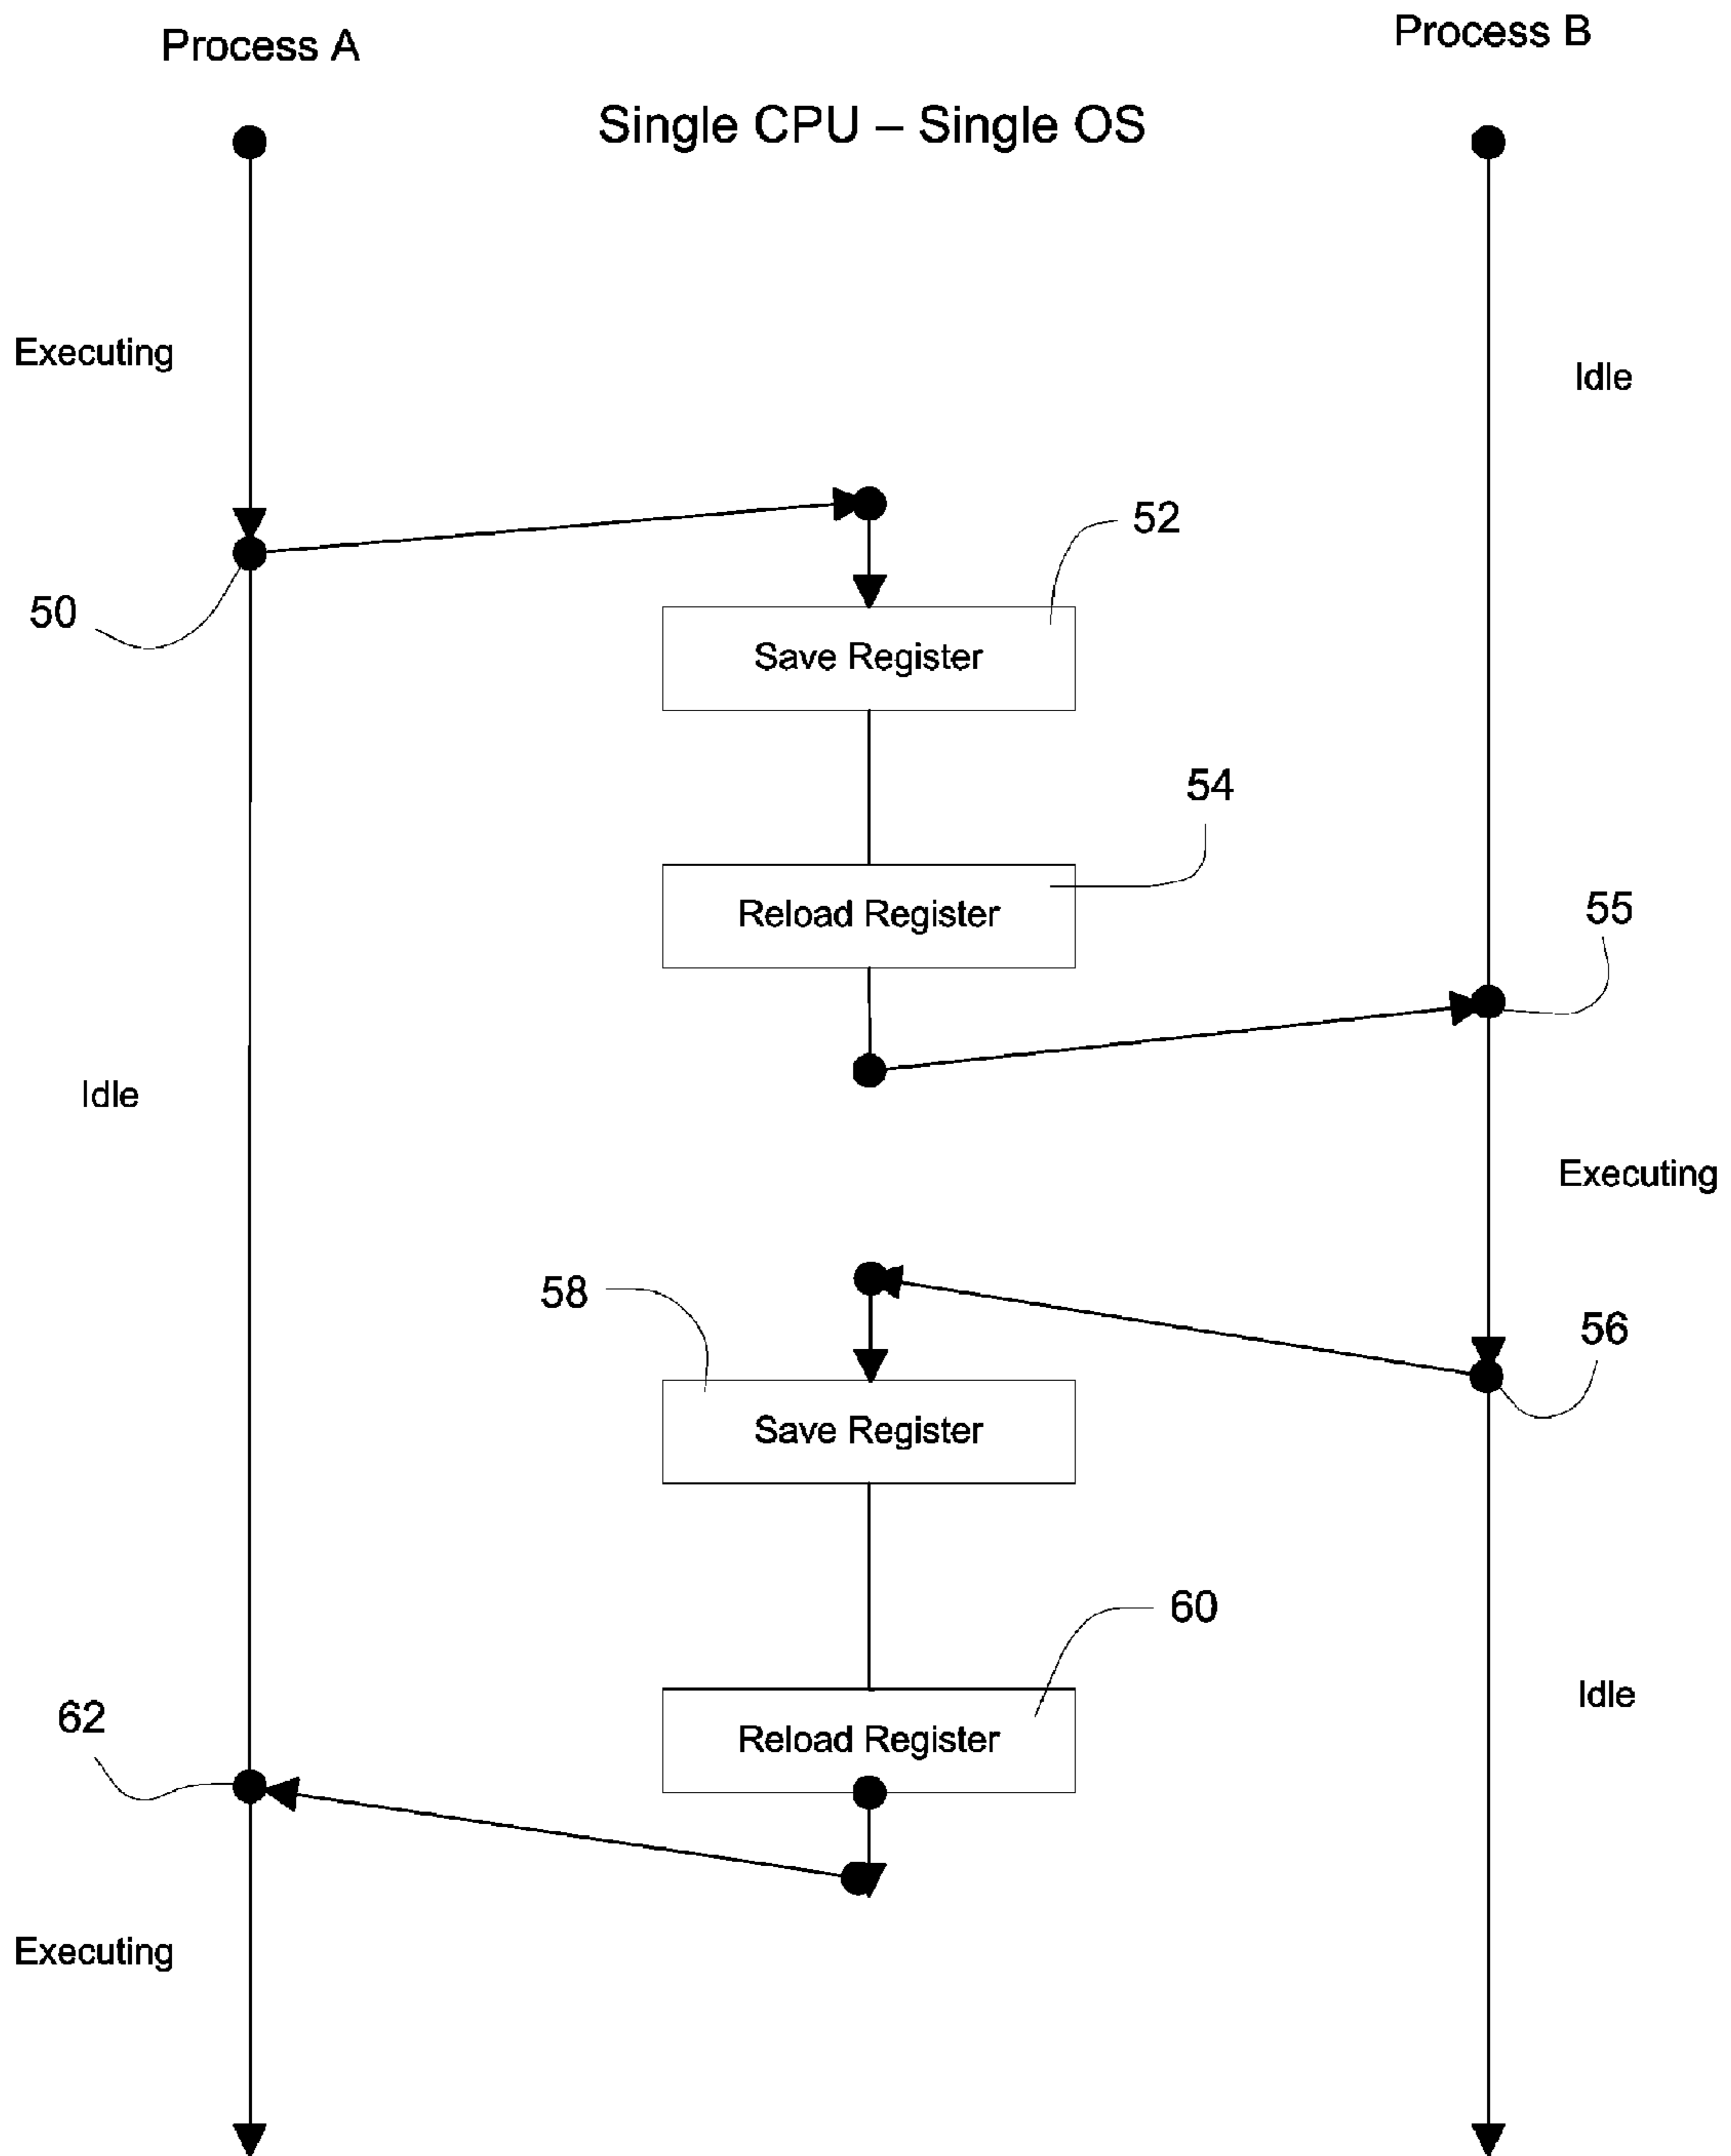 Process A
Process B
Single CPU – Single OS
Executing
Idle
52
50
Save Register
54
Reload Register
55
Idle
Executing
58
56
Save Register
60
Idle
62
Reload Register
Executing